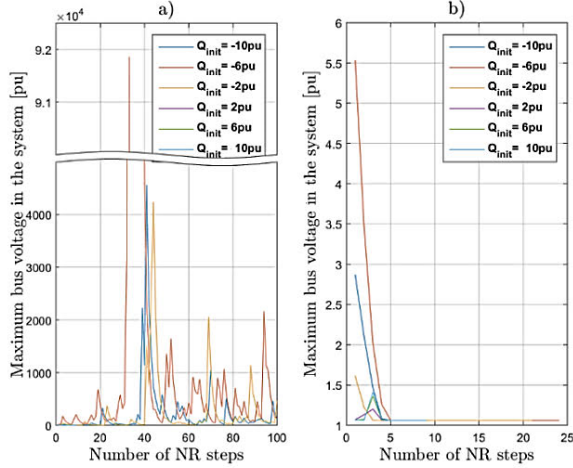 a)
×10⁴
Maximum bus voltage in the system [pu]
9.2
9.1
4000
3000
2000
1000
0
Q_init= -10pu
Q_init= -6pu
Q_init= -2pu
Q_init= 2pu
Q_init= 6pu
Q_init= 10pu
0 20 40 60 80 100
Number of NR steps
b)
Maximum bus voltage in the system [pu]
6
5.5
5
4.5
4
3.5
3
2.5
2
1.5
1
Q_init= -10pu
Q_init= -6pu
Q_init= -2pu
Q_init= 2pu
Q_init= 6pu
Q_init= 10pu
0 5 10 15 20 25
Number of NR steps